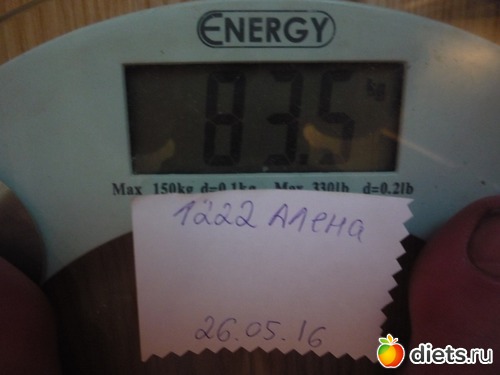 ENERGY
83.5 kg
Max 150kg d=0.1kg Max 330lb d=0.2lb
1222 Алена
26.05.16
diets.ru